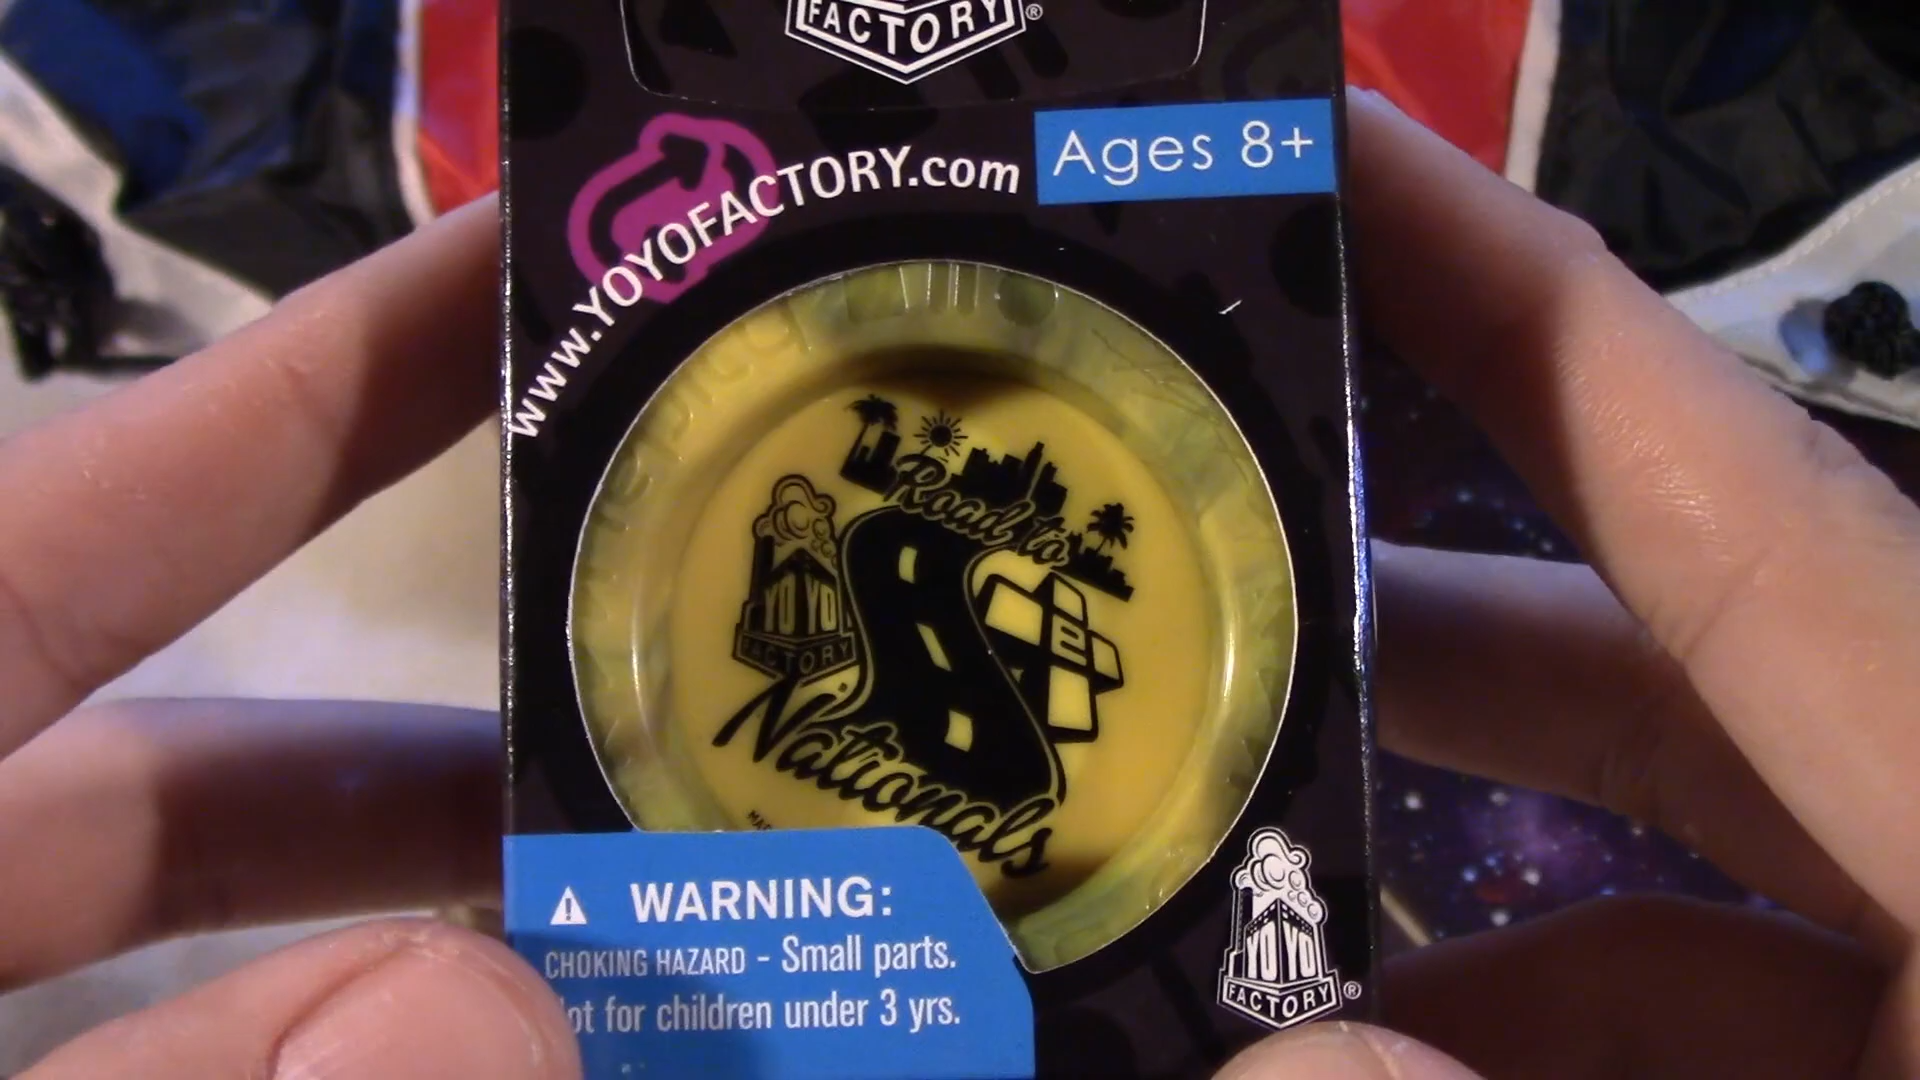 FACTORY®
www.YOYOFACTORY.com
Ages 8+
Road to
YO YO
FACTORY
Nationals
WARNING:
CHOKING HAZARD - Small parts.
ot for children under 3 yrs.
YO YO
FACTORY®